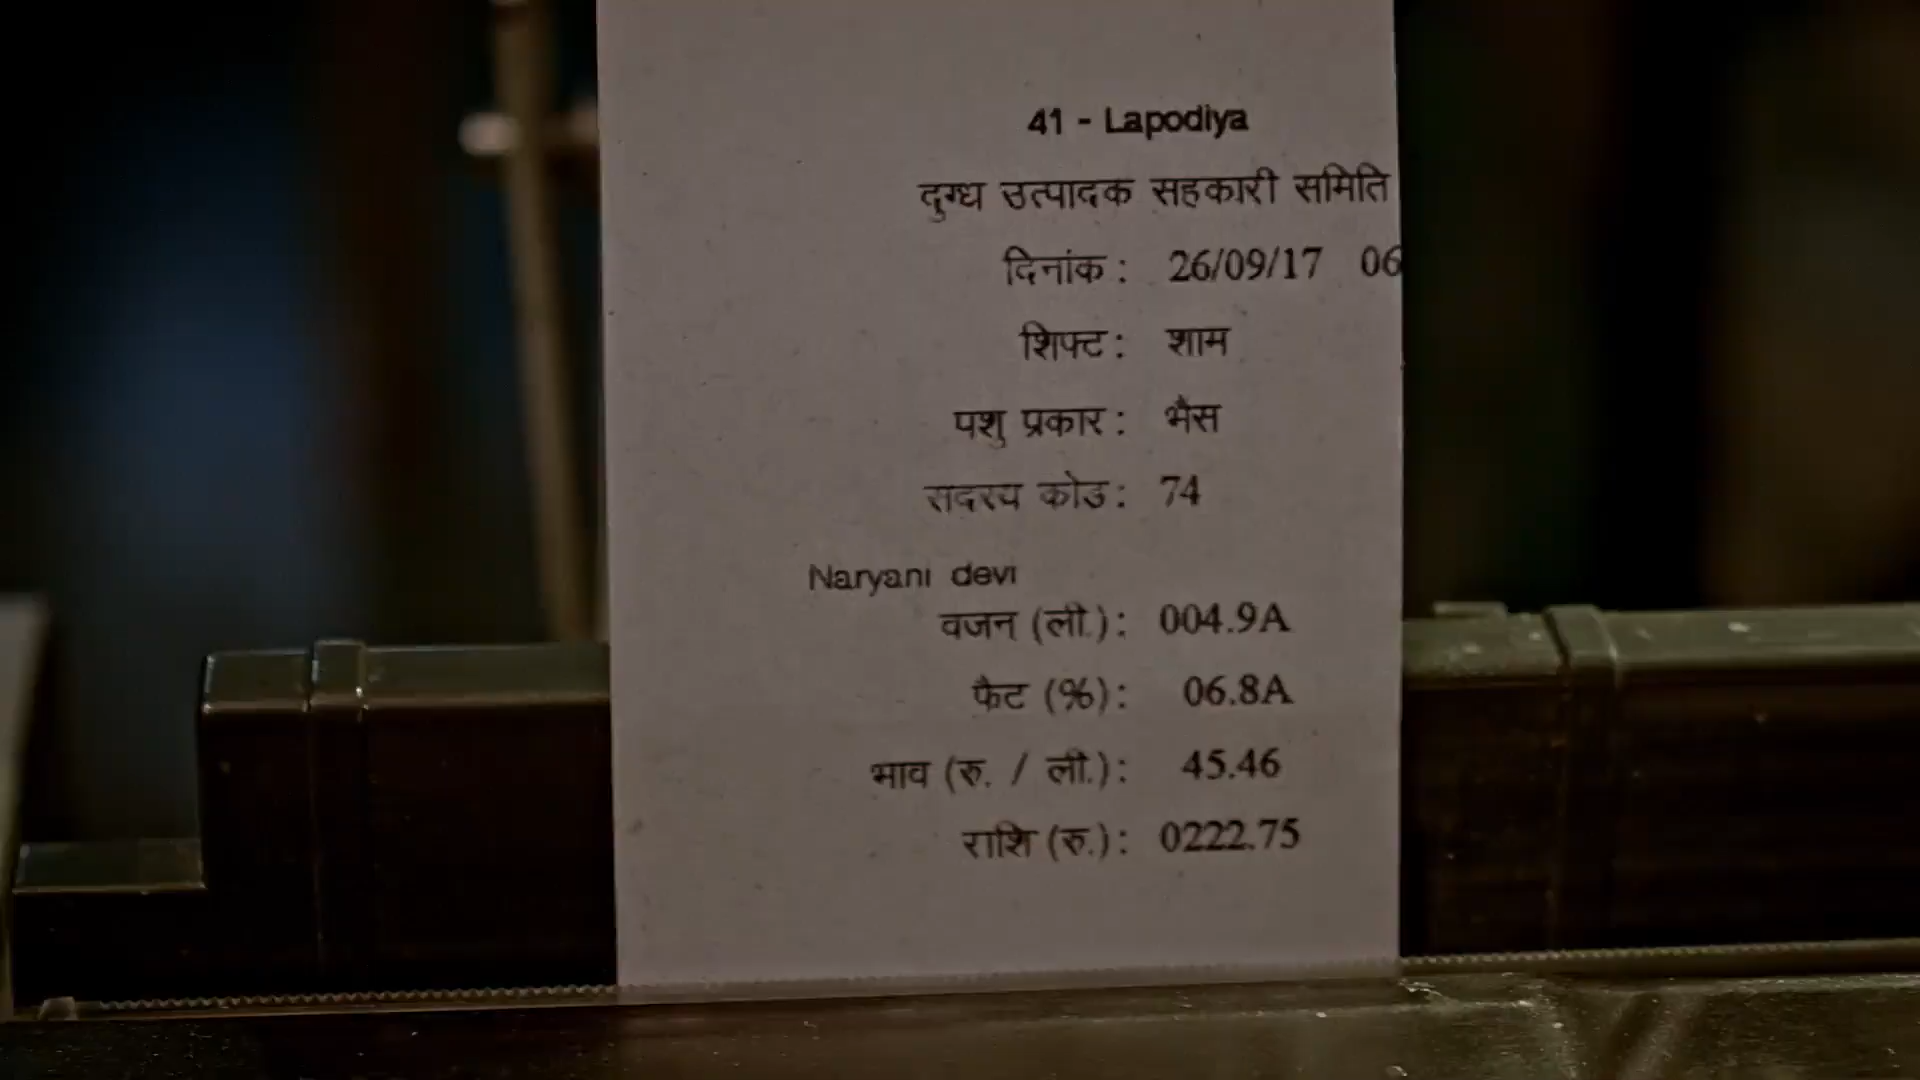 41 - Lapodiya
दुग्ध उत्पादक सहकारी समिति
दिनांक : 26/09/17 06
शिफ्ट : शाम
पशु प्रकार : भैस
सदस्य कोड : 74
Naryani devi
वजन (ली.) : 004.9A
फैट (%) : 06.8A
भाव (रु. / ली.) : 45.46
राशि (रु.) : 0222.75